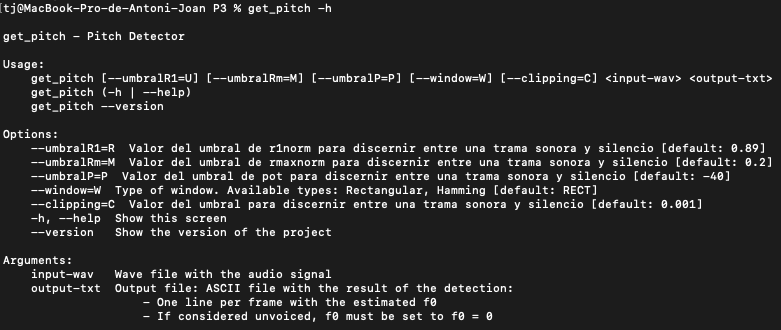 [tj@MacBook-Pro-de-Antoni-Joan P3 % get_pitch -h
get_pitch - Pitch Detector
Usage:
get_pitch [--umbralR1=U] [--umbralRm=M] [--umbralP=P] [--window=W] [--clipping=C] <input-wav> <output-txt>
get_pitch (-h | --help)
get_pitch --version
Options:
--umbralR1=R  Valor del umbral de r1norm para discernir entre una trama sonora y silencio [default: 0.89]
--umbralRm=M  Valor del umbral de rmaxnorm para discernir entre una trama sonora y silencio [default: 0.2]
--umbralP=P  Valor del umbral de pot para discernir entre una trama sonora y silencio [default: -40]
--window=W  Type of window. Available types: Rectangular, Hamming [default: RECT]
--clipping=C  Valor del umbral para discernir entre una trama sonora y silencio [default: 0.001]
-h, --help  Show this screen
--version   Show the version of the project
Arguments:
input-wav   Wave file with the audio signal
output-txt  Output file: ASCII file with the result of the detection:
- One line per frame with the estimated f0
- If considered unvoiced, f0 must be set to f0 = 0